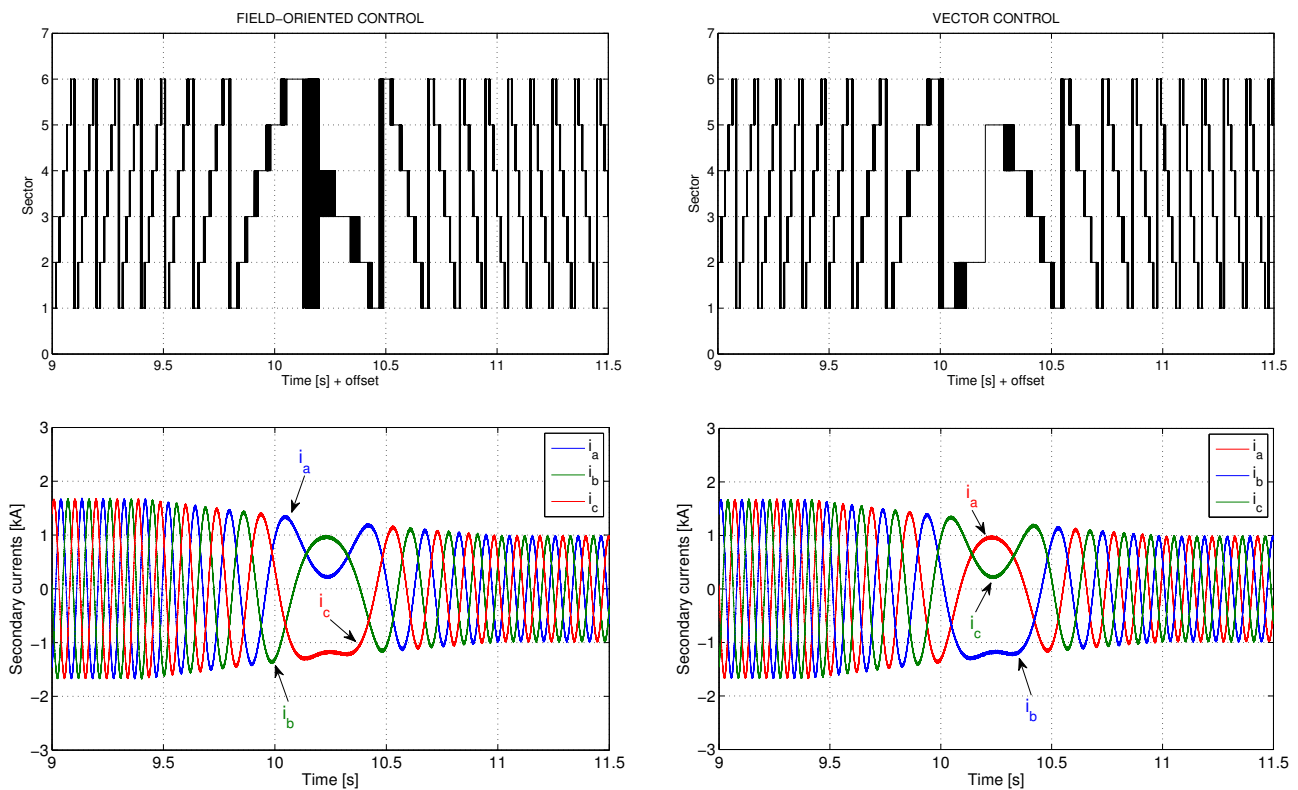 FIELD−ORIENTED CONTROL
7
6
5
4
3
2
1
0
Sector
9
9.5
10
10.5
11
11.5
Time [s] + offset
VECTOR CONTROL
7
6
5
4
3
2
1
0
Sector
9
9.5
10
10.5
11
11.5
Time [s] + offset
3
2
1
0
−1
−2
−3
Secondary currents [kA]
i_a
i_b
i_c
i_a
i_c
i_b
9
9.5
10
10.5
11
11.5
Time [s]
3
2
1
0
−1
−2
−3
Secondary currents [kA]
i_a
i_b
i_c
i_a
i_c
i_b
9
9.5
10
10.5
11
11.5
Time [s]